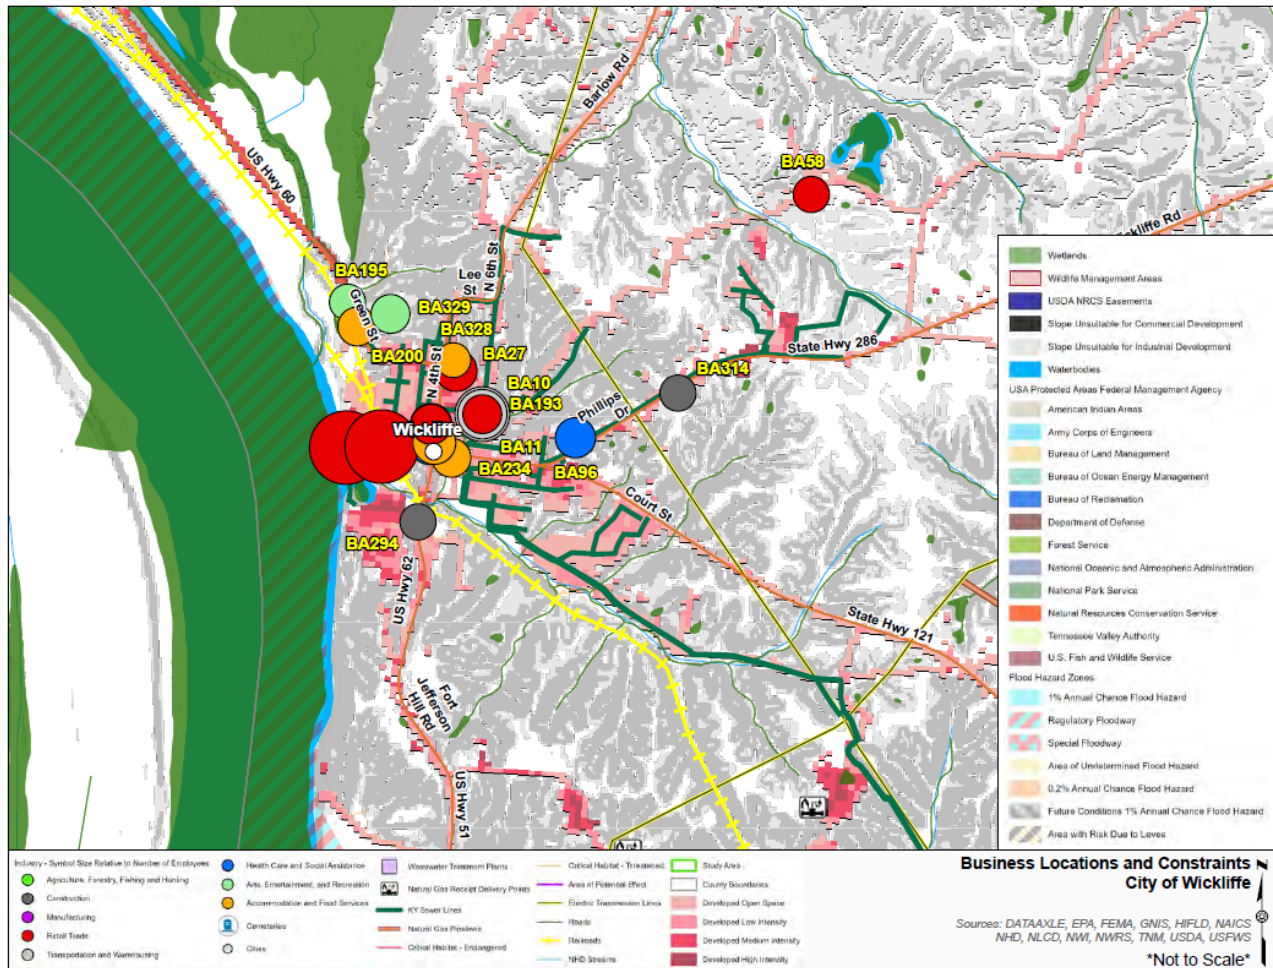 Barlow Rd
BA58
US Hwy 60
ckliffe Rd
BA195
Lee
St
N 6th St
Green St
BA329
BA328
BA200
N 4th St
BA27
State Hwy 286
BA314
BA10
BA193
Phillips
Dr
Wickliffe
BA11
BA234
BA96
Court St
BA294
US Hwy 62
State Hwy 121
Fort
Jefferson
Hill Rd
US Hwy 51
Wetlands
Wildlife Management Areas
USDA NRCS Easements
Slope Unsuitable for Commercial Development
Slope Unsuitable for Industrial Development
Waterbodies
USA Protected Areas Federal Management Agency
American Indian Areas
Army Corps of Engineers
Bureau of Land Management
Bureau of Ocean Energy Management
Bureau of Reclamation
Department of Defense
Forest Service
National Oceanic and Atmospheric Administration
National Park Service
Natural Resources Conservation Service
Tennessee Valley Authority
U.S. Fish and Wildlife Service
Flood Hazard Zones
1% Annual Chance Flood Hazard
Regulatory Floodway
Special Floodway
Area of Undetermined Flood Hazard
0.2% Annual Chance Flood Hazard
Future Conditions 1% Annual Chance Flood Hazard
Area with Risk Due to Levee
Industry - Symbol Size Relative to Number of Employees
Agriculture, Forestry, Fishing and Hunting
Construction
Manufacturing
Retail Trade
Transportation and Warehousing
Health Care and Social Assistance
Arts, Entertainment, and Recreation
Accommodation and Food Services
Cemeteries
Cities
Wastewater Treatment Plants
Natural Gas Receipt Delivery Points
KY Sewer Lines
Natural Gas Pipelines
Critical Habitat - Endangered
Critical Habitat - Threatened
Area of Potential Effect
Electric Transmission Lines
Roads
Railroads
NHD Streams
Study Area
County Boundaries
Developed Open Space
Developed Low Intensity
Developed Medium Intensity
Developed High Intensity
Business Locations and Constraints
City of Wickliffe
Sources: DATAAXLE, EPA, FEMA, GNIS, HIFLD, NAICS
NHD, NLCD, NWI, NWRS, TNM, USDA, USFWS
*Not to Scale*